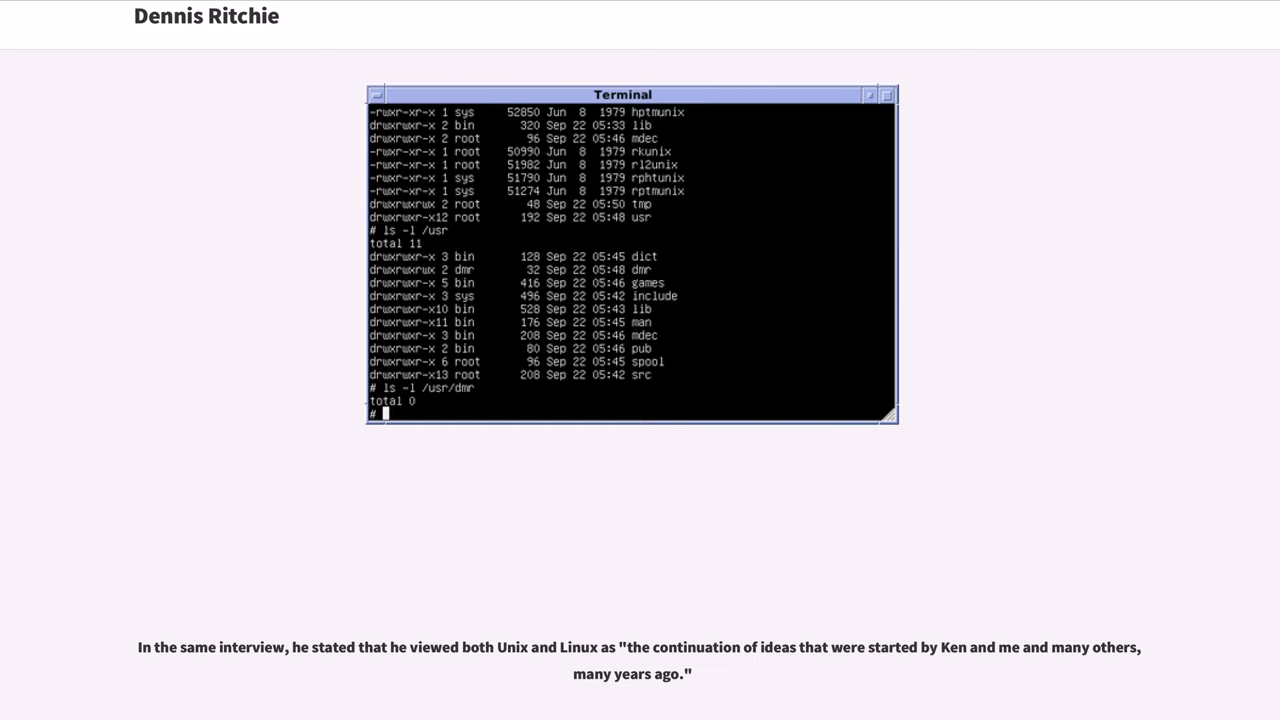 Dennis Ritchie
Terminal
-rwxr-xr-x 1 sys     52850 Jun  8  1979 hptmunix
drwxrwxr-x 2 bin       320 Sep 22 05:33 lib
drwxrwxr-x 2 root       96 Sep 22 05:46 mdec
-rwxr-xr-x 1 root    50990 Jun  8  1979 rkunix
-rwxr-xr-x 1 root    51982 Jun  8  1979 rl2unix
-rwxr-xr-x 1 sys     51790 Jun  8  1979 rphtunix
-rwxr-xr-x 1 sys     51274 Jun  8  1979 rptmunix
drwxrwxrwx 2 root       48 Sep 22 05:50 tmp
drwxrwxr-x12 root      192 Sep 22 05:48 usr
# ls -l /usr
total 11
drwxrwxr-x 3 bin       128 Sep 22 05:45 dict
drwxrwxrwx 2 dmr        32 Sep 22 05:48 dmr
drwxrwxr-x 5 bin       416 Sep 22 05:46 games
drwxrwxr-x 3 sys       496 Sep 22 05:42 include
drwxrwxr-x10 bin       528 Sep 22 05:43 lib
drwxrwxr-x11 bin       176 Sep 22 05:45 man
drwxrwxr-x 3 bin       208 Sep 22 05:46 mdec
drwxrwxr-x 2 bin        80 Sep 22 05:46 pub
drwxrwxr-x 6 root       96 Sep 22 05:45 spool
drwxrwxr-x13 root      208 Sep 22 05:42 src
# ls -l /usr/dmr
total 0
#
In the same interview, he stated that he viewed both Unix and Linux as "the continuation of ideas that were started by Ken and me and many others,
many years ago."